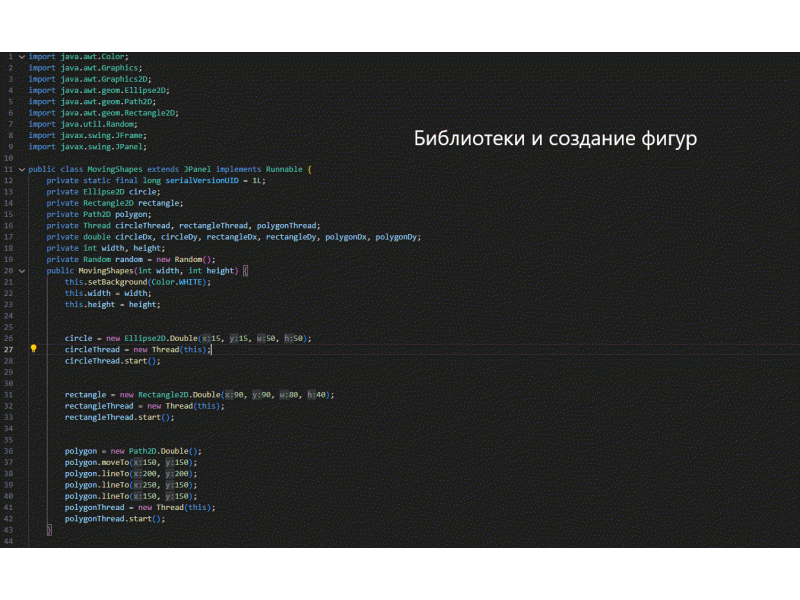 Библиотеки и создание фигур
1 import java.awt.Color;
2 import java.awt.Graphics;
3 import java.awt.Graphics2D;
4 import java.awt.geom.Ellipse2D;
5 import java.awt.geom.Path2D;
6 import java.awt.geom.Rectangle2D;
7 import java.util.Random;
8 import javax.swing.JFrame;
9 import javax.swing.JPanel;
10
11 public class MovingShapes extends JPanel implements Runnable {
12 private static final long serialVersionUID = 1L;
13 private Ellipse2D circle;
14 private Rectangle2D rectangle;
15 private Path2D polygon;
16 private Thread circleThread, rectangleThread, polygonThread;
17 private double circleDx, circleDy, rectangleDx, rectangleDy, polygonDx, polygonDy;
18 private int width, height;
19 private Random random = new Random();
20 public MovingShapes(int width, int height) {
21 this.setBackground(Color.WHITE);
22 this.width = width;
23 this.height = height;
24
25
26 circle = new Ellipse2D.Double(x:15, y:15, w:50, h:50);
27 circleThread = new Thread(this);
28 circleThread.start();
29
30
31 rectangle = new Rectangle2D.Double(x:90, y:90, w:80, h:40);
32 rectangleThread = new Thread(this);
33 rectangleThread.start();
34
35
36 polygon = new Path2D.Double();
37 polygon.moveTo(x:150, y:150);
38 polygon.lineTo(x:200, y:200);
39 polygon.lineTo(x:250, y:150);
40 polygon.lineTo(x:150, y:150);
41 polygonThread = new Thread(this);
42 polygonThread.start();
43 }
44